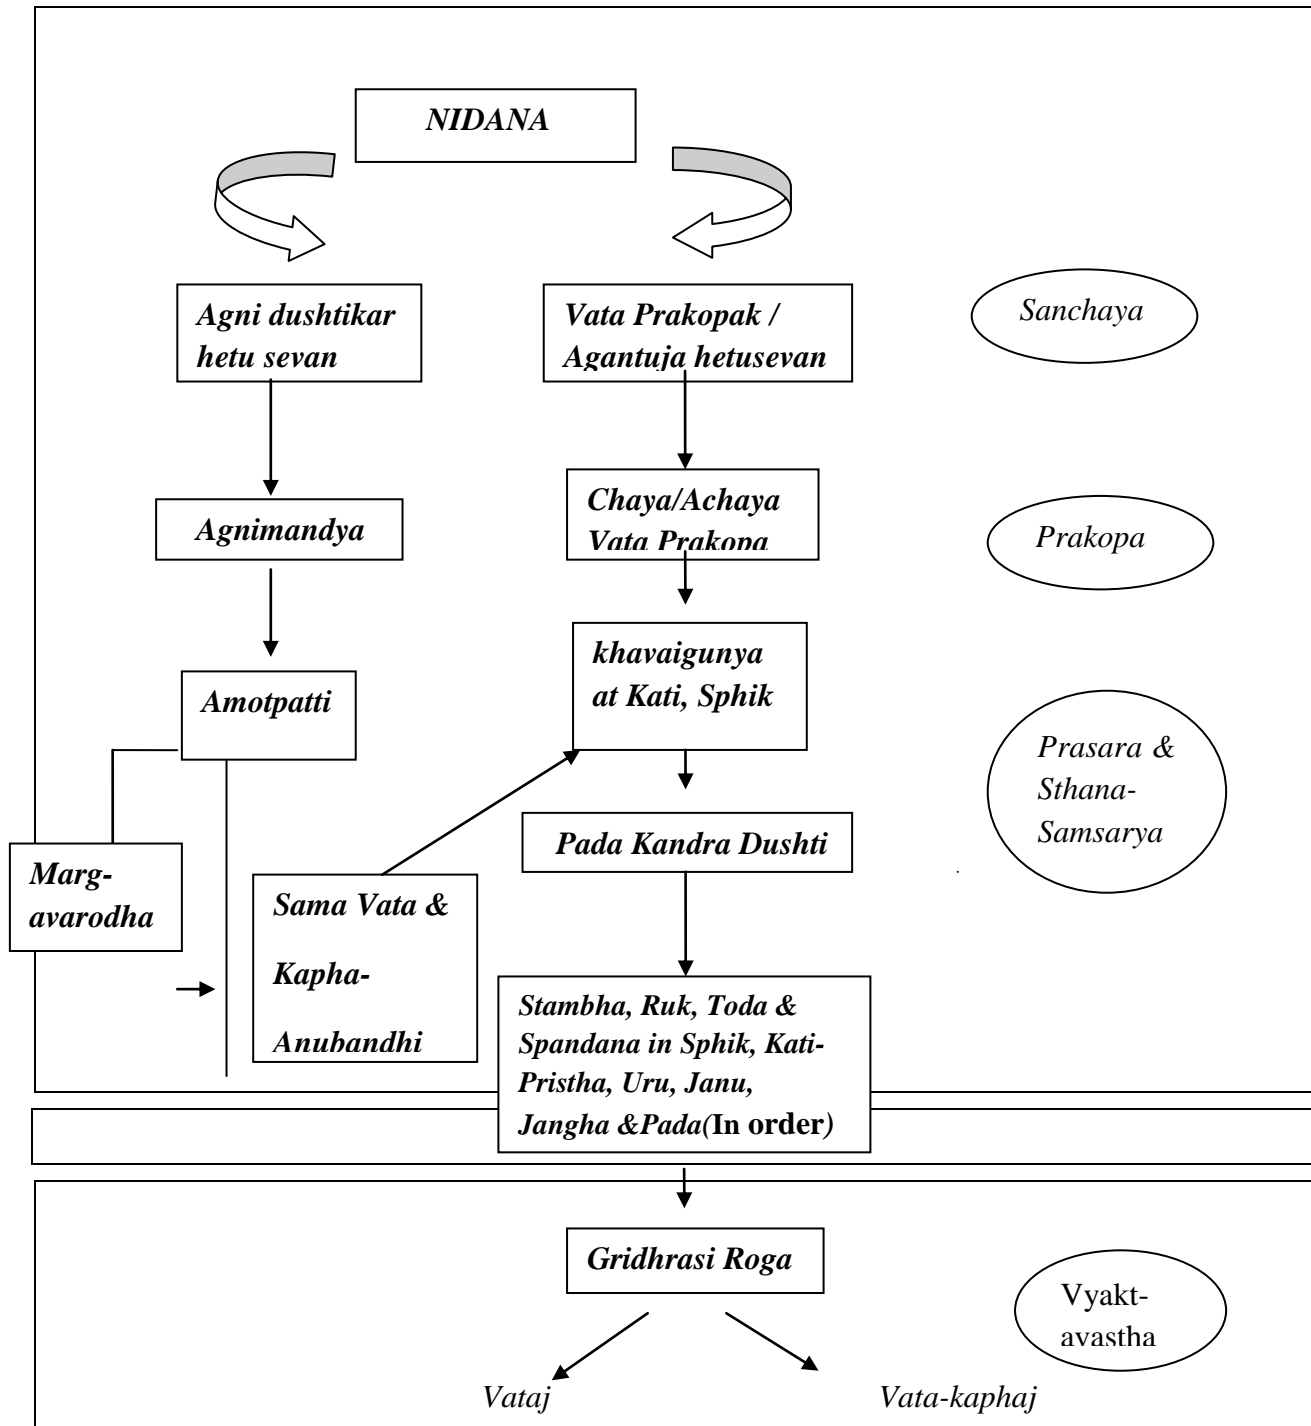 NIDANA
Agni dushtikar
hetu sevan
Vata Prakopak /
Agantuja hetusevan
Sanchaya
Agnimandya
Chaya/Achaya
Vata Prakopa
Prakopa
Amotpatti
khavaigunya
at Kati, Sphik
Prasara &
Sthana-
Samsarya
Pada Kandra Dushti
Marg-
avarodha
Sama Vata &
Kapha-
Anubandhi
Stambha, Ruk, Toda &
Spandana in Sphik, Kati-
Pristha, Uru, Janu,
Jangha &Pada(In order)
Gridhrasi Roga
Vyakt-
avastha
Vataj
Vata-kaphaj